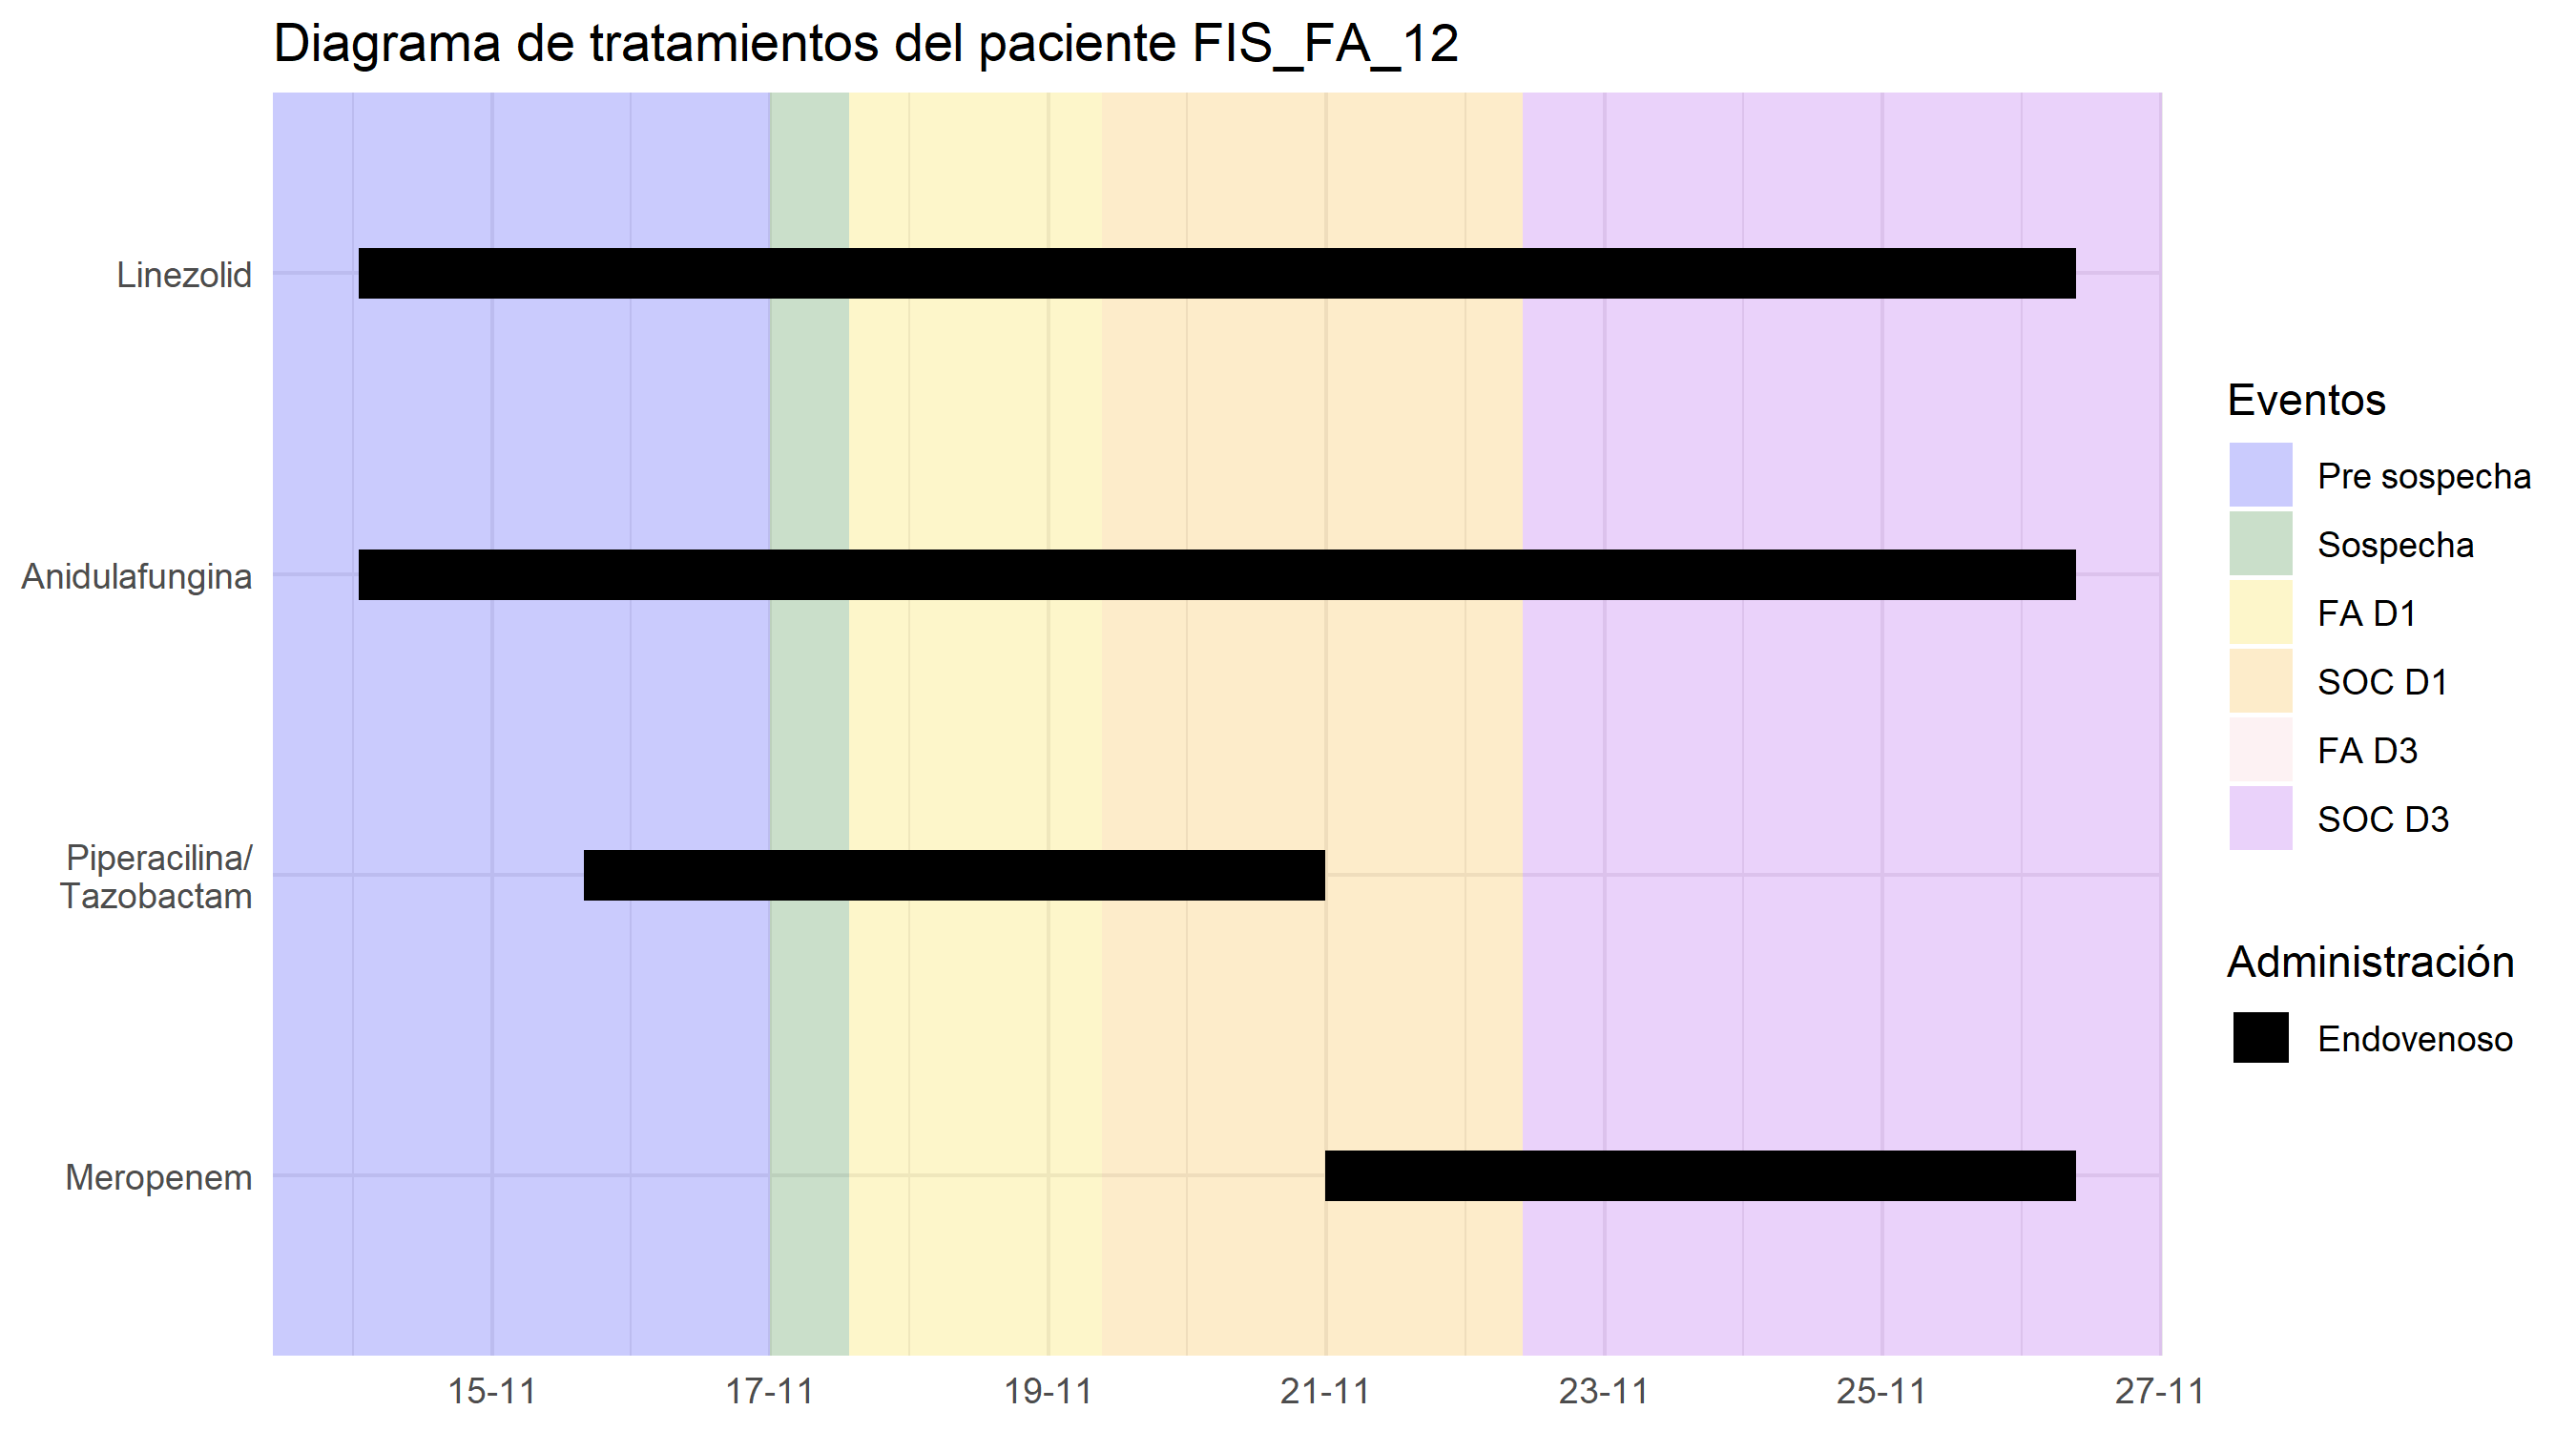 Diagrama de tratamientos del paciente FIS_FA_12
Linezolid
Anidulafungina
Piperacilina/
Tazobactam
Meropenem
15-11
17-11
19-11
21-11
23-11
25-11
27-11
Eventos
Pre sospecha
Sospecha
FA D1
SOC D1
FA D3
SOC D3
Administración
Endovenoso